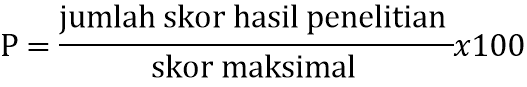 P = jumlah skor hasil penelitian / skor maksimal x100